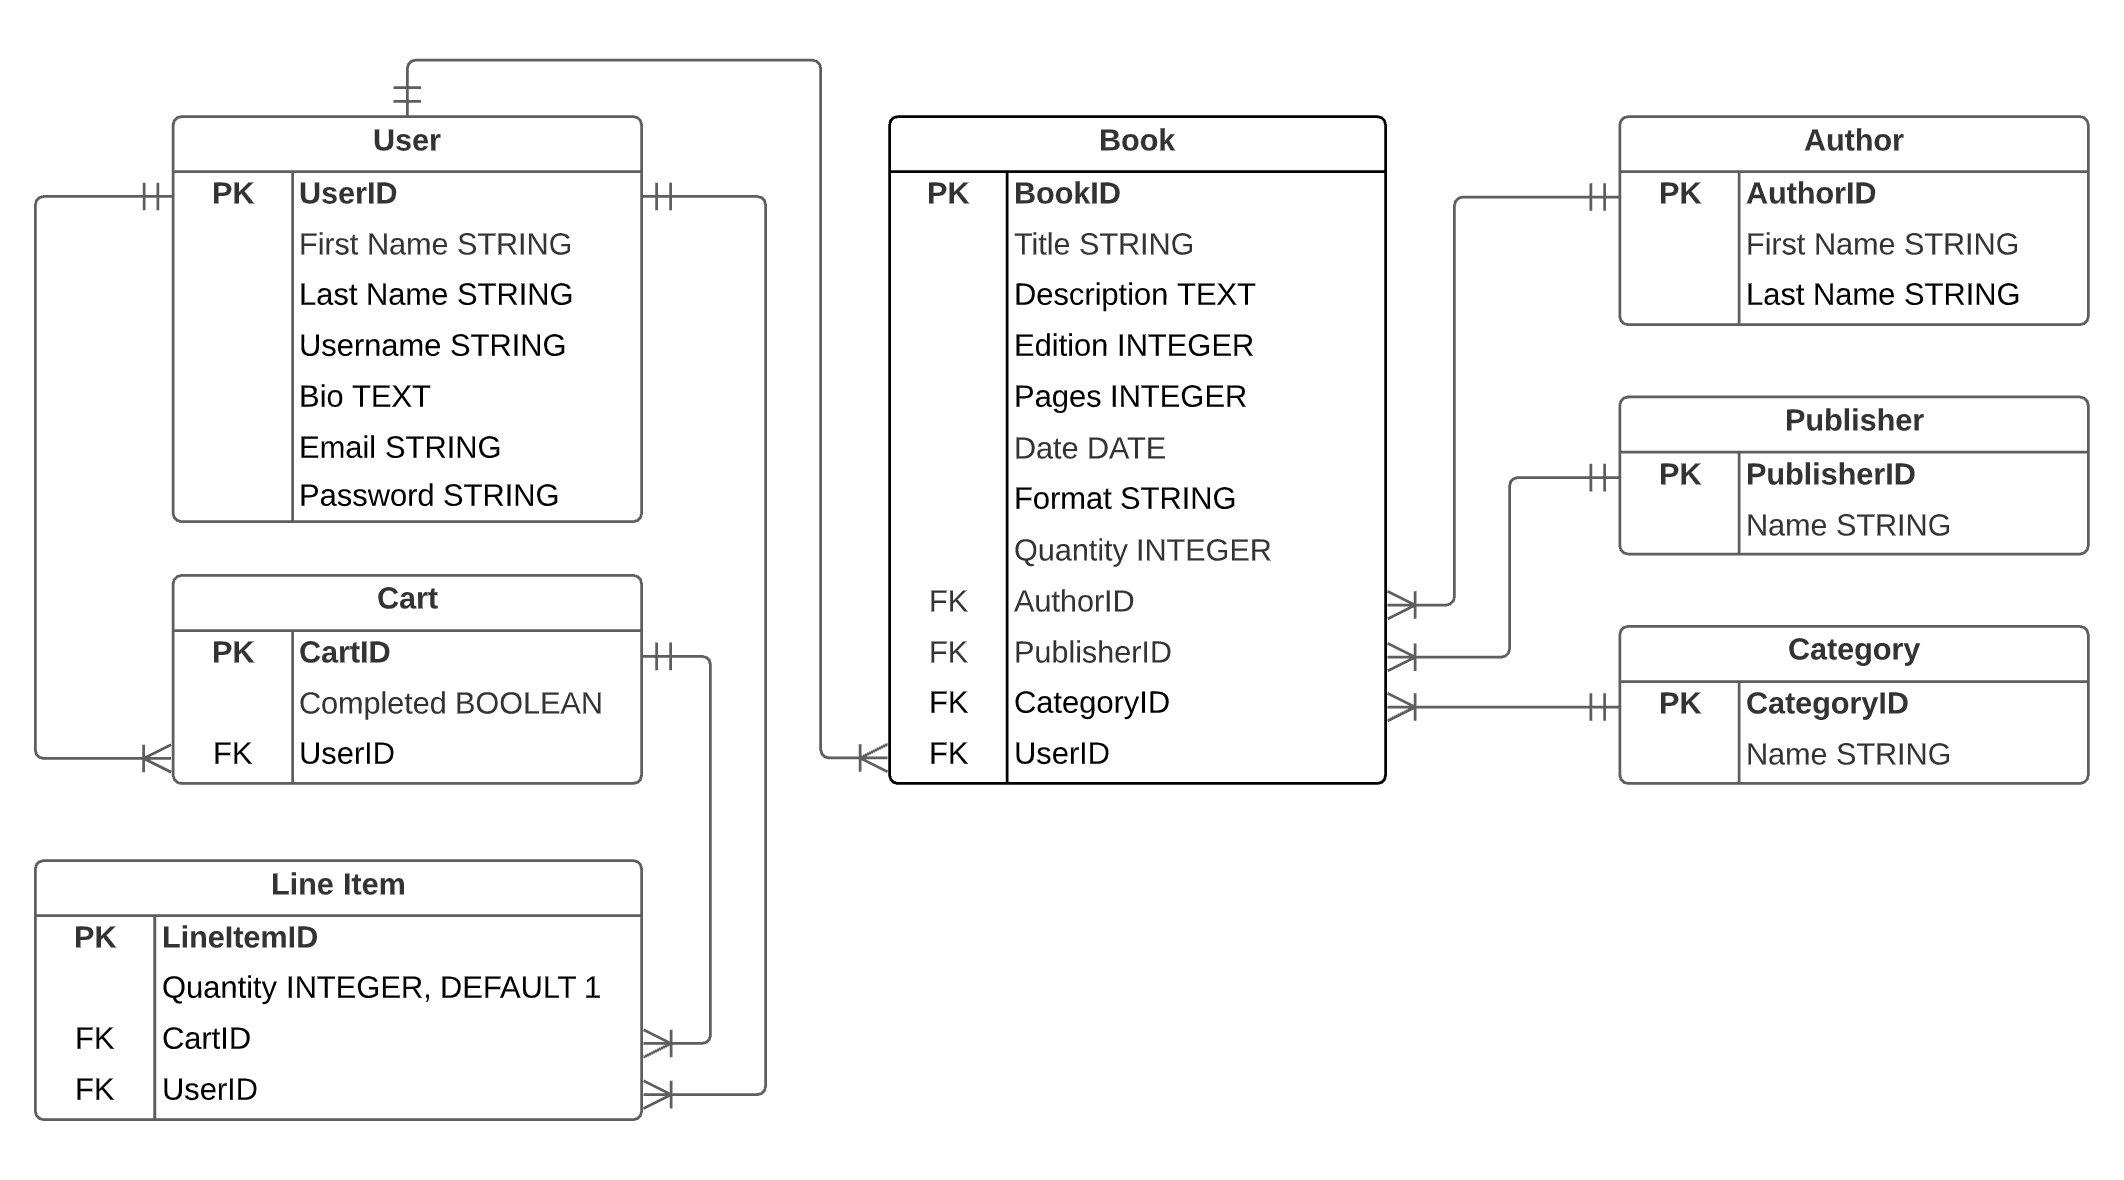 User
PK UserID
First Name STRING
Last Name STRING
Username STRING
Bio TEXT
Email STRING
Password STRING
Cart
PK CartID
Completed BOOLEAN
FK UserID
Line Item
PK LineItemID
Quantity INTEGER, DEFAULT 1
FK CartID
FK UserID
Book
PK BookID
Title STRING
Description TEXT
Edition INTEGER
Pages INTEGER
Date DATE
Format STRING
Quantity INTEGER
FK AuthorID
FK PublisherID
FK CategoryID
FK UserID
Author
PK AuthorID
First Name STRING
Last Name STRING
Publisher
PK PublisherID
Name STRING
Category
PK CategoryID
Name STRING